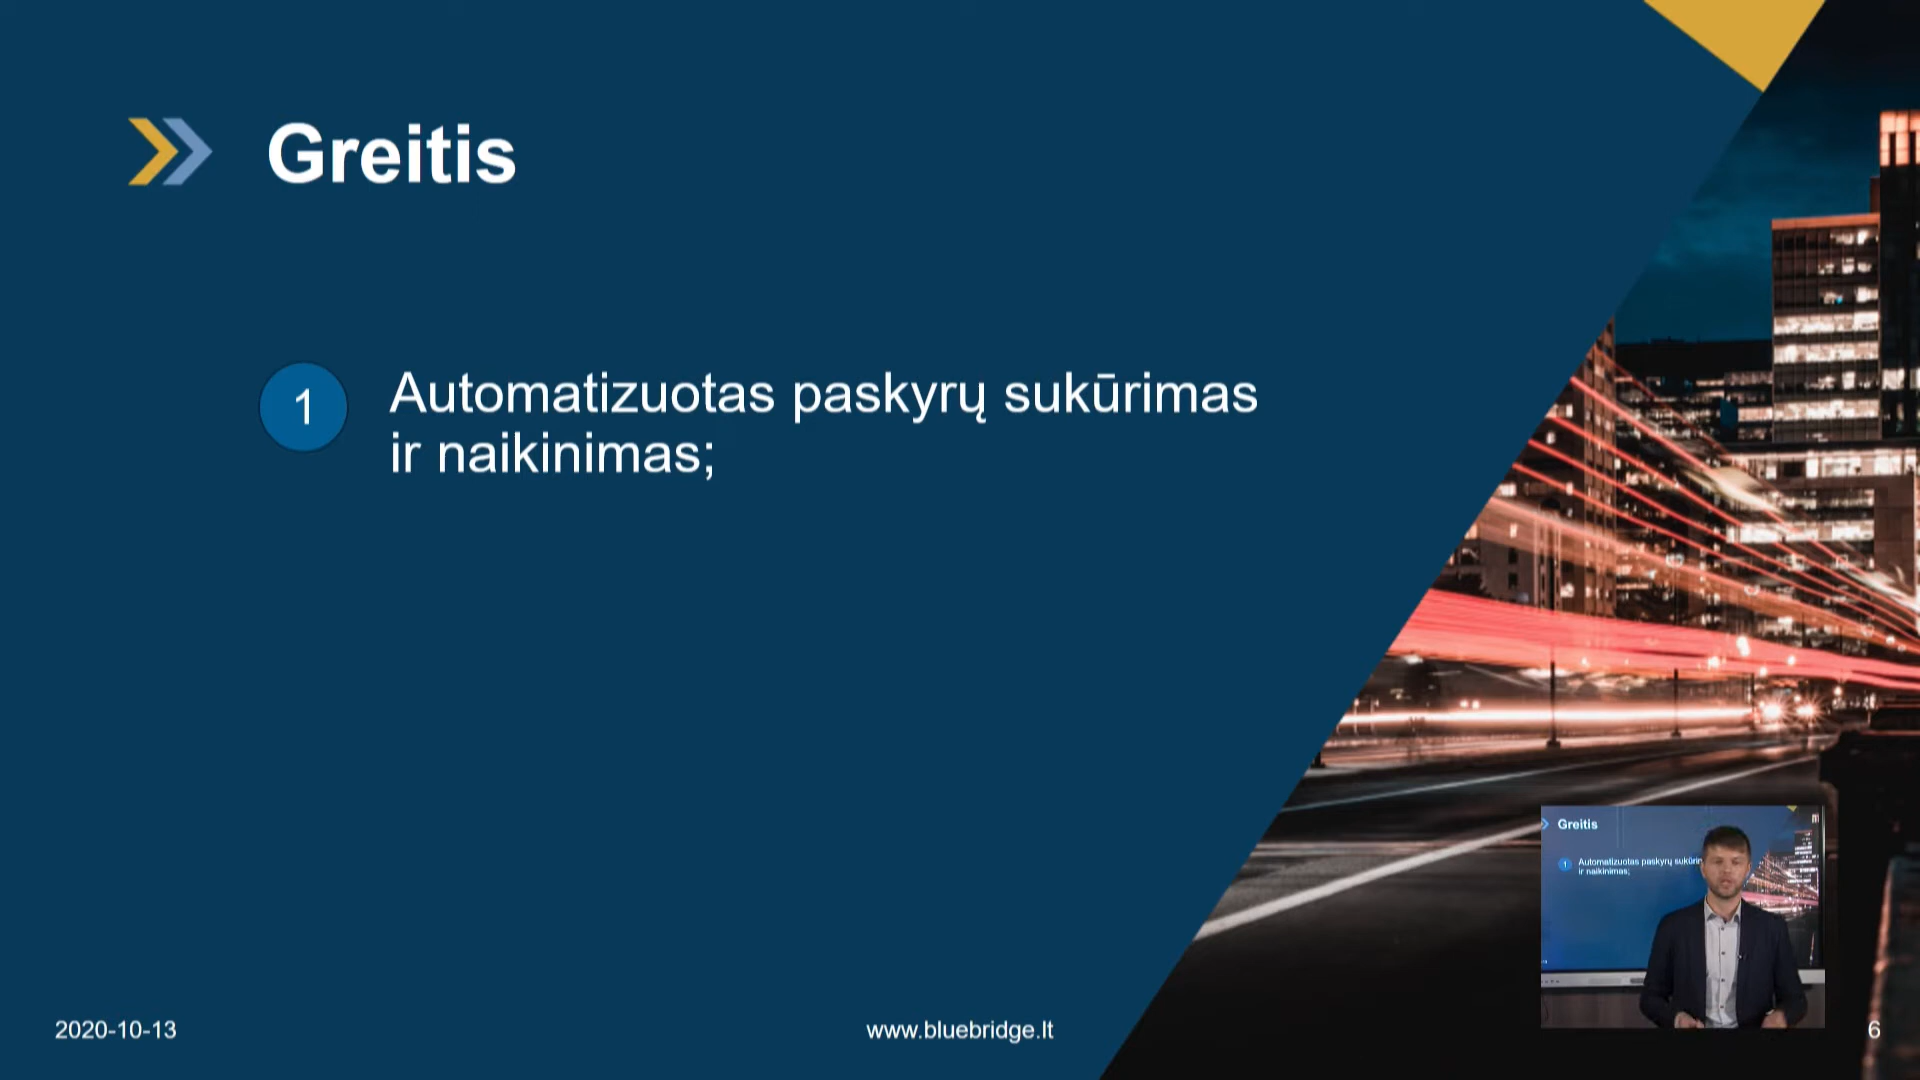 Greitis
1
Automatizuotas paskyrų sukūrimas
ir naikinimas;
Greitis
1
Automatizuotas paskyrų sukūrim
ir naikinimas;
2020-10-13
www.bluebridge.lt
6